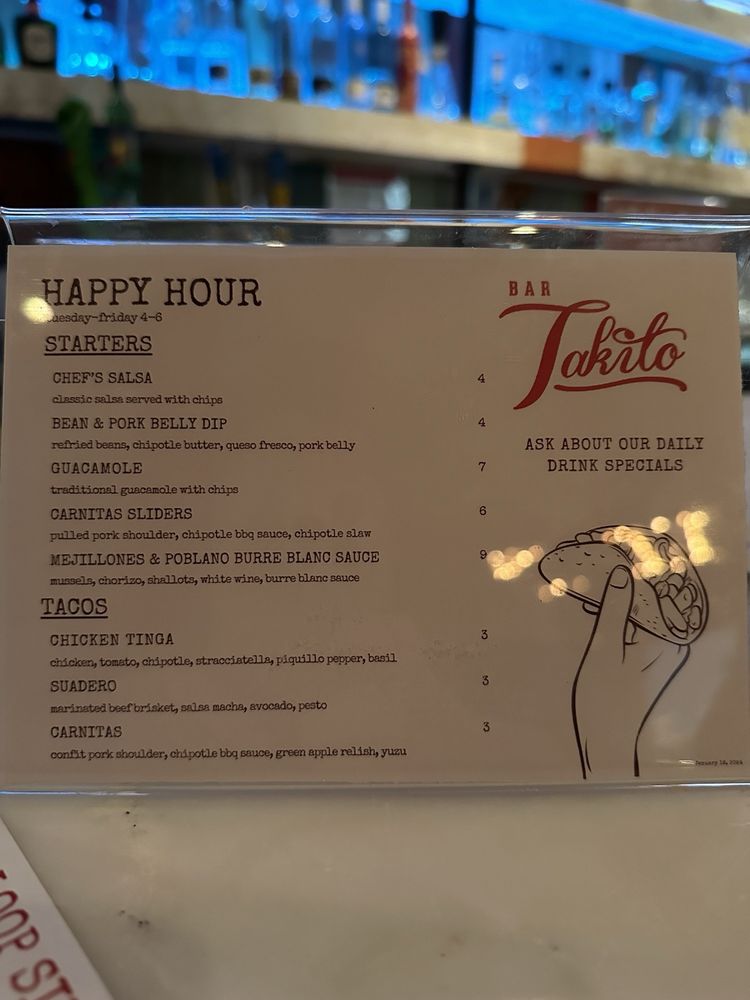 HAPPY HOUR
tuesday-friday 4-6
STARTERS
CHEF'S SALSA 4
classic salsa served with chips
BEAN & PORK BELLY DIP 4
refried beans, chipotle butter, queso fresco, pork belly
GUACAMOLE 7
traditional guacamole with chips
CARNITAS SLIDERS 6
pulled pork shoulder, chipotle bbq sauce, chipotle slaw
MEJILLONES & POBLANO BURRE BLANC SAUCE 9
mussels, chorizo, shallots, white wine, burre blanc sauce
TACOS
CHICKEN TINGA 3
chicken, tomato, chipotle, stracciatella, piquillo pepper, basil
SUADERO 3
marinated beef brisket, salsa macha, avocado, pesto
CARNITAS 3
confit pork shoulder, chipotle bbq sauce, green apple relish, yuzu
BAR
Takito
ASK ABOUT OUR DAILY
DRINK SPECIALS
LOOP